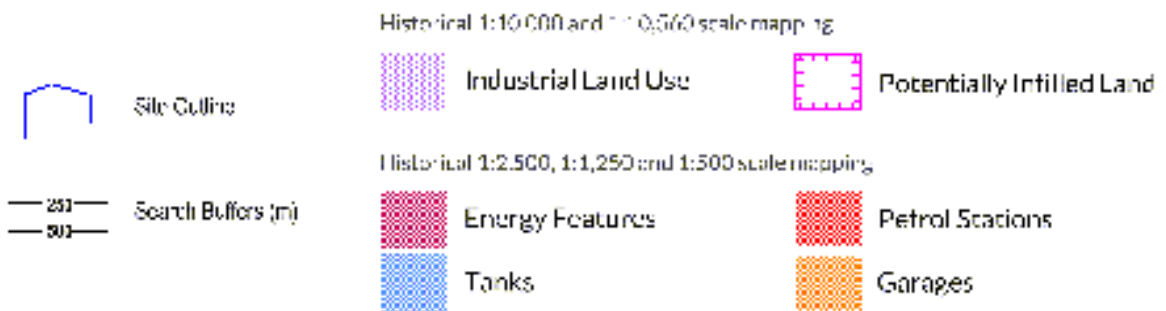 Historical 1:10,000 and 1:10,560 scale mapping
Industrial Land Use
Potentially Infilled Land
Site Outline
Historical 1:2,500, 1:1,250 and 1:500 scale mapping
250
500
Search Buffers (m)
Energy Features
Petrol Stations
Tanks
Garages